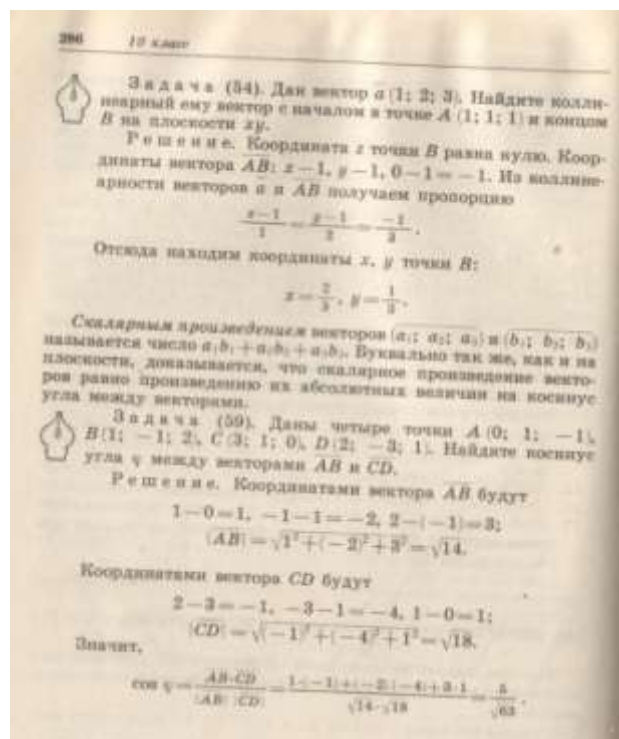 286 10 класс
Задача (54). Дан вектор a (1; 2; 3). Найдите колли-
неарный ему вектор с началом в точке A (1; 1; 1) и концом
B на плоскости xy.
Решение. Координата z точки B равна нулю. Коор-
динаты вектора AB: x−1, y−1, 0−1=−1. Из коллине-
арности векторов a и AB получаем пропорцию
(x−1)/1 = (y−1)/2 = −1/3.
Отсюда находим координаты x, y точки B:
x = 2/3, y = 1/3.
Скалярным произведением векторов (a₁; a₂; a₃) и (b₁; b₂; b₃)
называется число a₁b₁+a₂b₂+a₃b₃. Буквально так же, как и на
плоскости, доказывается, что скалярное произведение векто-
ров равно произведению их абсолютных величин на косинус
угла между векторами.
Задача (59). Даны четыре точки A (0; 1; −1),
B (1; −1; 2), C (3; 1; 0), D (2; −3; 1). Найдите косинус
угла φ между векторами AB и CD.
Решение. Координатами вектора AB будут
1−0=1, −1−1=−2, 2−(−1)=3;
|AB| = √(1²+(−2)²+3²) = √14.
Координатами вектора CD будут
2−3=−1, −3−1=−4, 1−0=1;
|CD| = √((−1)²+(−4)²+1²) = √18.
Значит,
cos φ = AB·CD/(|AB| |CD|) = (1·(−1)+(−2)(−4)+3·1)/(√14·√18) = 5/√63.